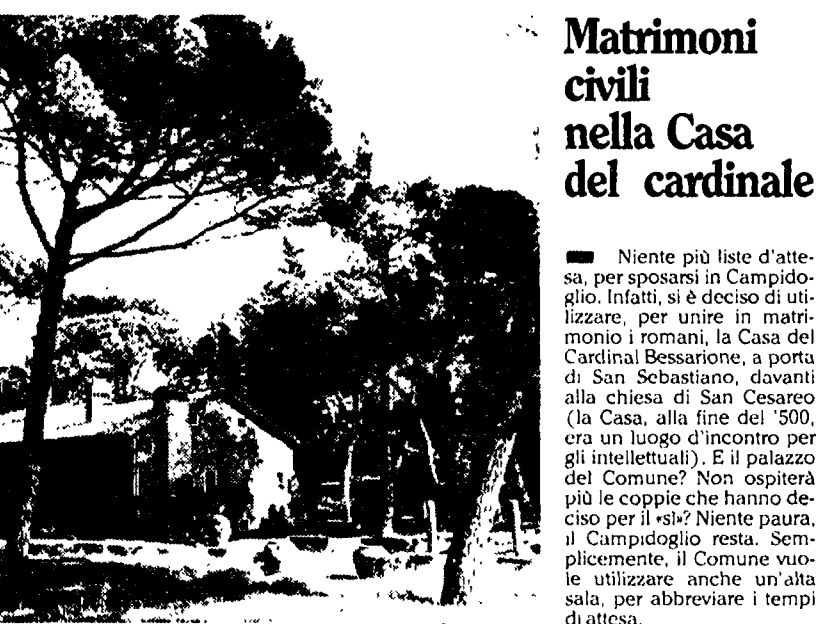 Matrimoni
civili
nella Casa
del cardinale
Niente più liste d'atte-
sa, per sposarsi in Campido-
glio. Infatti, si è deciso di uti-
lizzare, per unire in matri-
monio i romani, la Casa del
Cardinal Bessarione, a porta
di San Sebastiano, davanti
alla chiesa di San Cesareo
(la Casa, alla fine del '500,
era un luogo d'incontro per
gli intellettuali). E il palazzo
del Comune? Non ospiterà
più le coppie che hanno de-
ciso per il «sì»? Niente paura,
il Campidoglio resta. Sem-
plicemente, il Comune vuo-
le utilizzare anche un'alta
sala, per abbreviare i tempi
di attesa.